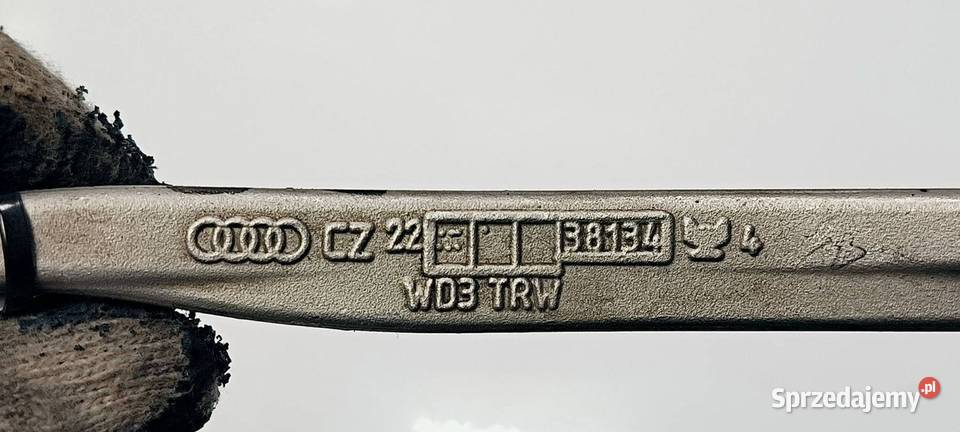 CZ 22 38134 4
WD3 TRW
Sprzedajemy.pl